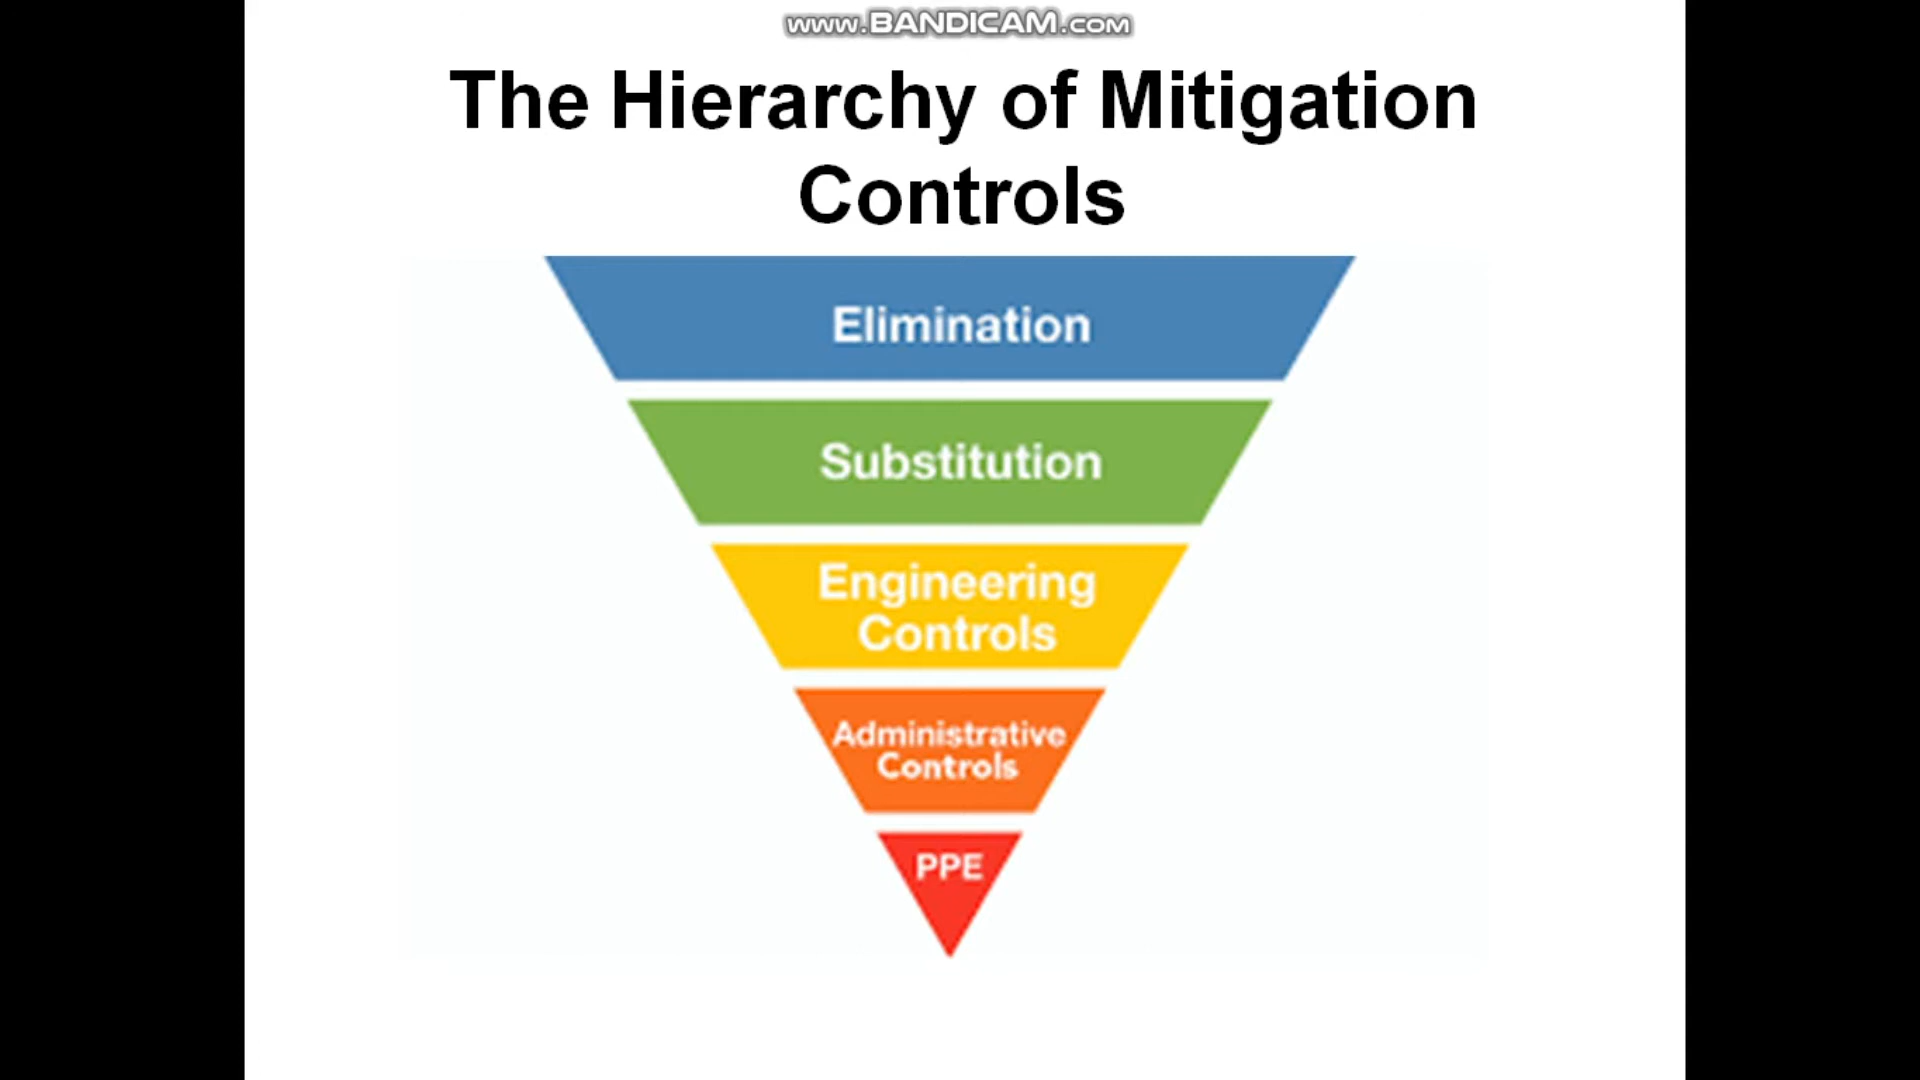 www.BANDICAM.com
The Hierarchy of Mitigation
Controls
Elimination
Substitution
Engineering
Controls
Administrative
Controls
PPE